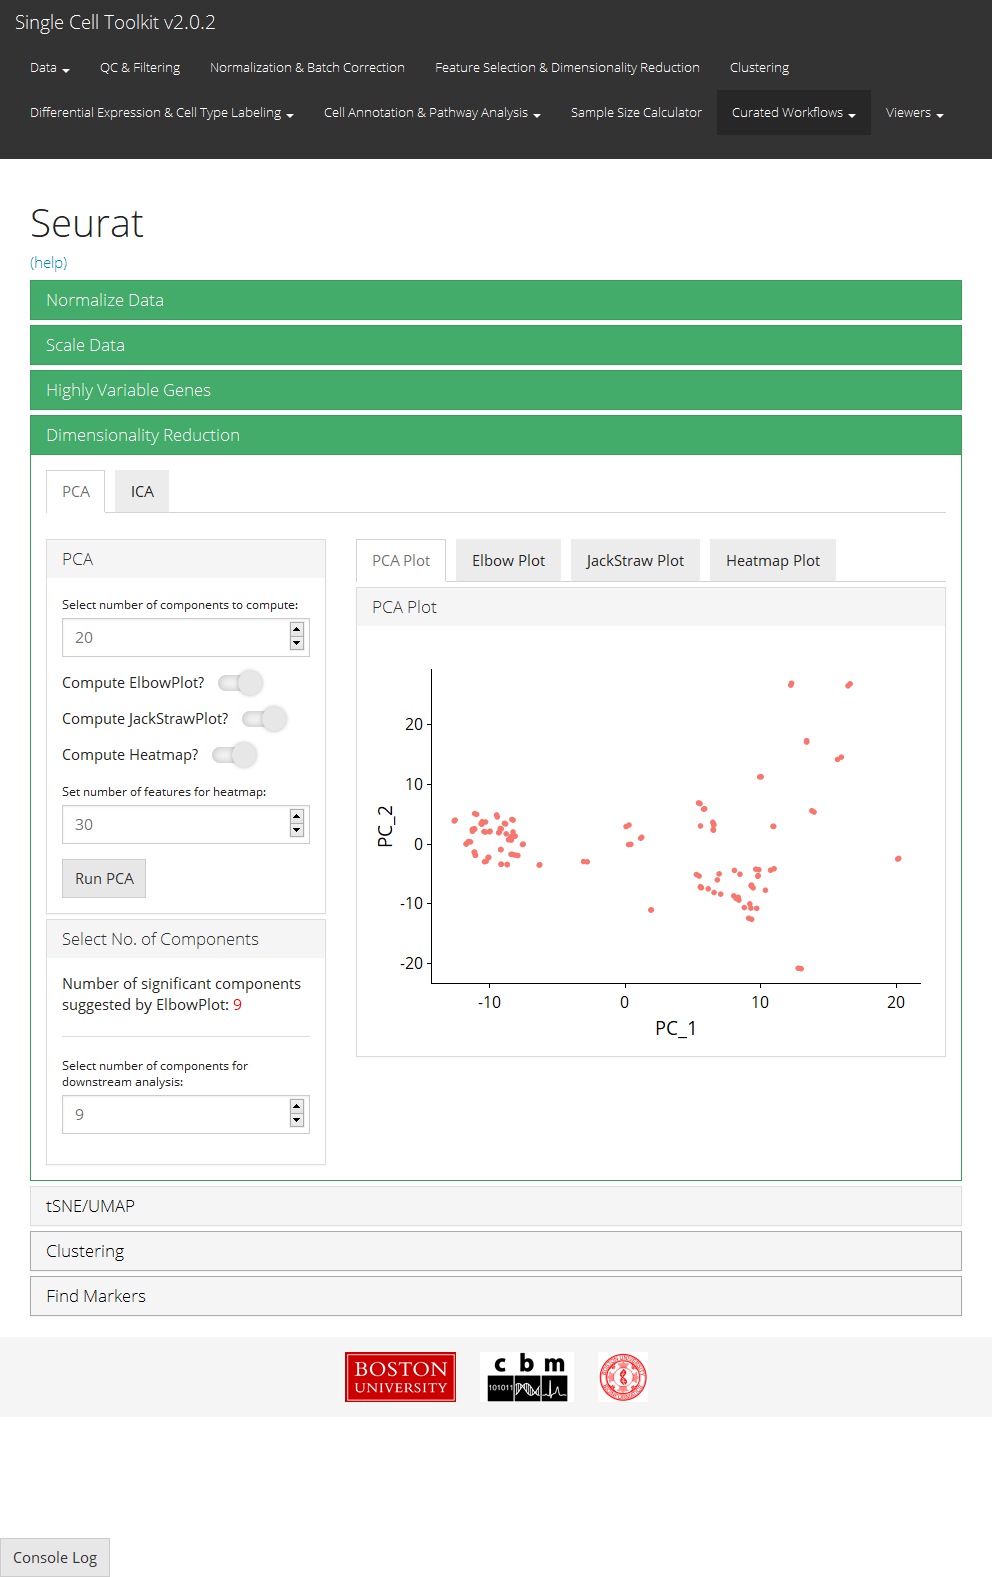 Single Cell Toolkit v2.0.2
Data QC & Filtering Normalization & Batch Correction Feature Selection & Dimensionality Reduction Clustering
Differential Expression & Cell Type Labeling Cell Annotation & Pathway Analysis Sample Size Calculator Curated Workflows Viewers
Seurat
(help)
Normalize Data
Scale Data
Highly Variable Genes
Dimensionality Reduction
PCA ICA
PCA
Select number of components to compute:
20
Compute ElbowPlot?
Compute JackStrawPlot?
Compute Heatmap?
Set number of features for heatmap:
30
Run PCA
Select No. of Components
Number of significant components
suggested by ElbowPlot: 9
Select number of components for
downstream analysis:
9
PCA Plot Elbow Plot JackStraw Plot Heatmap Plot
PCA Plot
20
10
0
-10
-20
PC_2
-10 0 10 20
PC_1
tSNE/UMAP
Clustering
Find Markers
BOSTON
UNIVERSITY
cbm
101011
Console Log